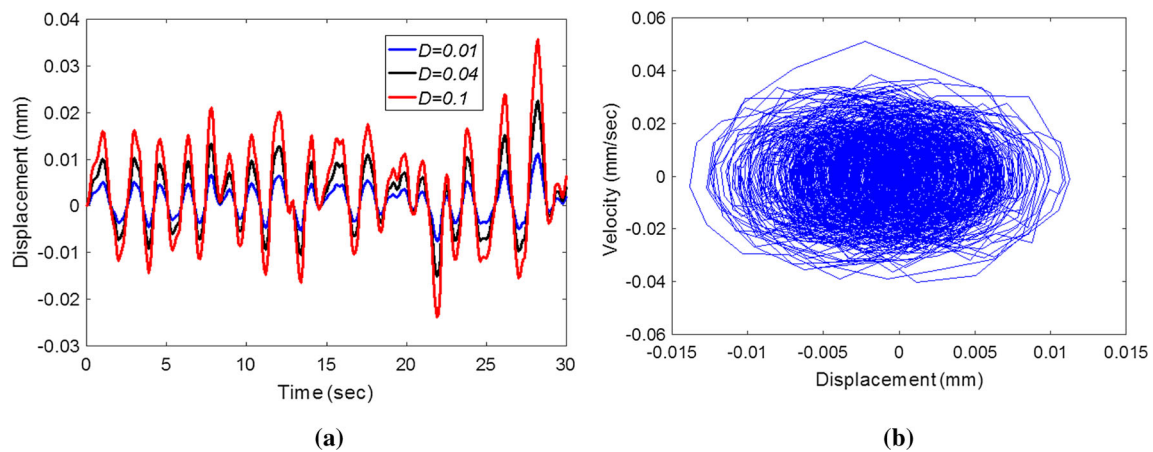 0.04
0.03
0.02
0.01
0
-0.01
-0.02
-0.03
Displacement (mm)
D=0.01
D=0.04
D=0.1
0 5 10 15 20 25 30
Time (sec)
(a)
0.06
0.04
0.02
0
-0.02
-0.04
-0.06
Velocity (mm/sec)
-0.015 -0.01 -0.005 0 0.005 0.01 0.015
Displacement (mm)
(b)